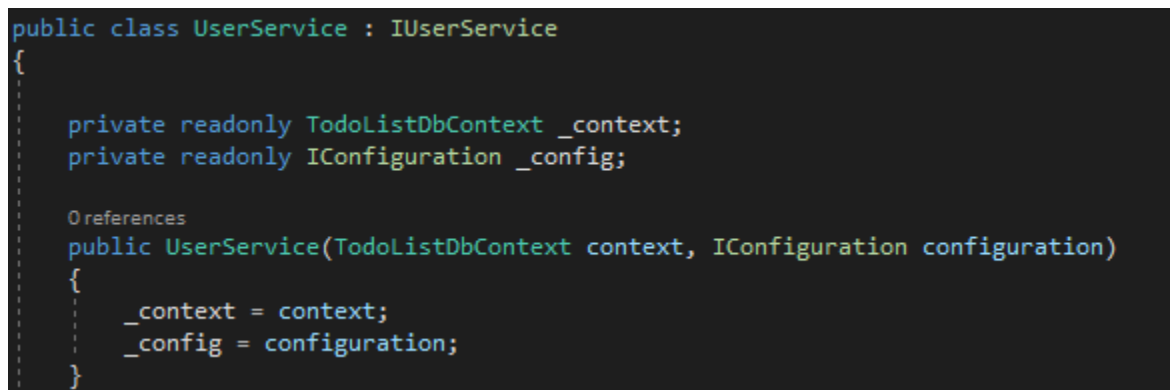 public class UserService : IUserService
{
private readonly TodoListDbContext _context;
private readonly IConfiguration _config;
0 references
public UserService(TodoListDbContext context, IConfiguration configuration)
{
_context = context;
_config = configuration;
}